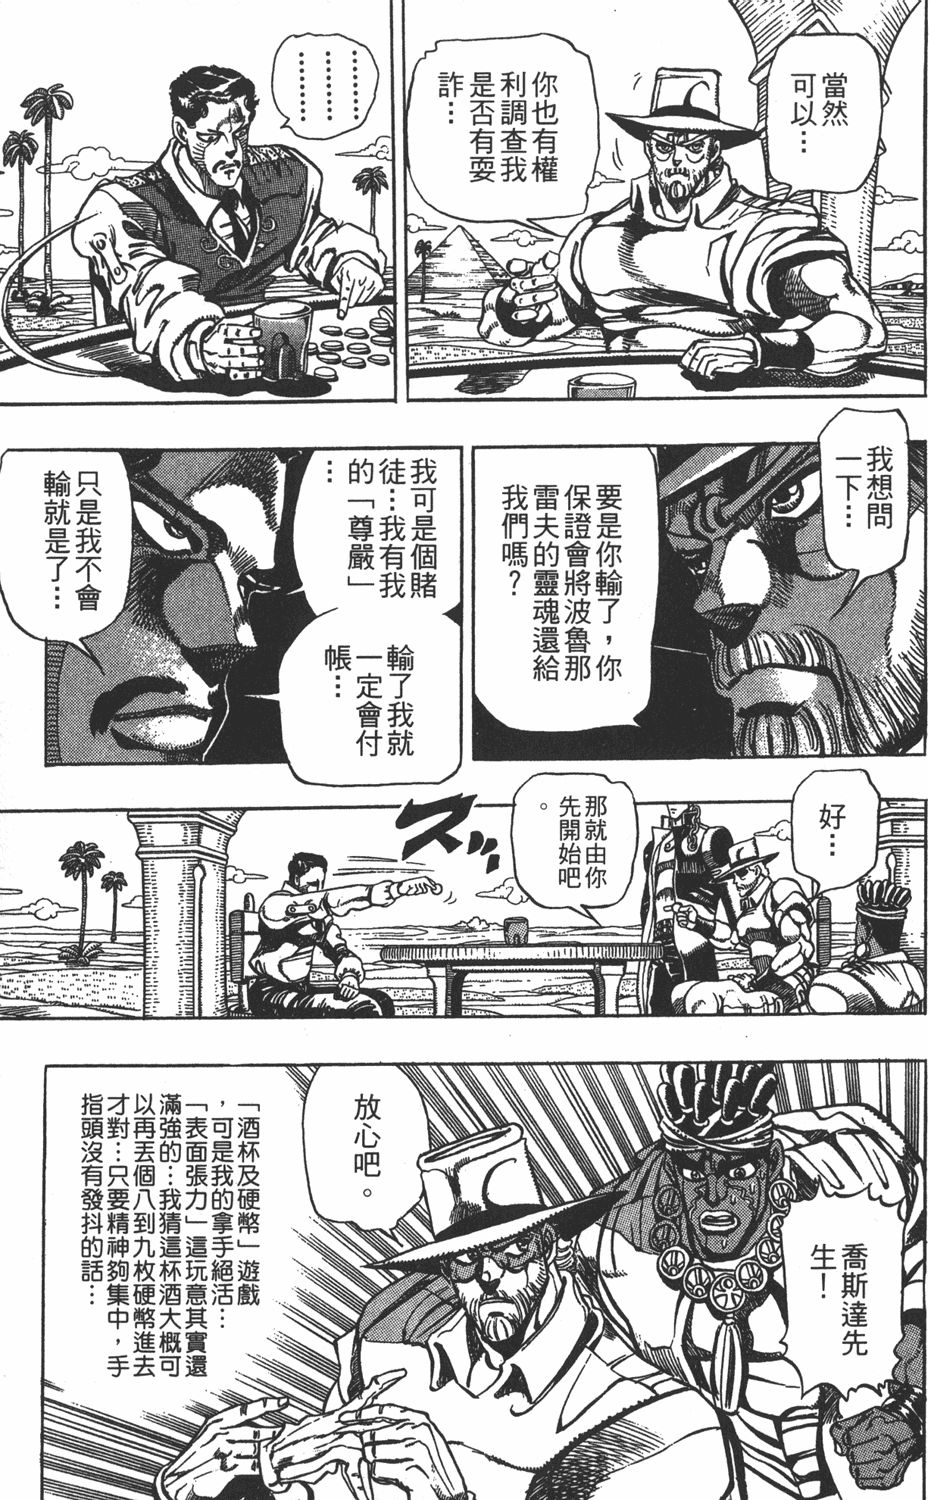 當然
可以…
你也有權
利調查我
是否有耍
詐…
………
………
我想問
一下…
要是你輸了，你
保證會將波魯那
雷夫的靈魂還給
我們嗎？
我可是個賭
徒…我有我
的「尊嚴」
…
輸了我就
一定會付
帳…
只是我不會
輸就是了…
好…
那就由你
先開始吧
。
スッ
喬斯達先
生！
放心吧。
「酒杯及硬幣」遊戲
，可是我的拿手絕活…
「表面張力」這玩意其實還
滿強的…我猜這杯酒大概可
以再丟個八到九枚硬幣進去
才對…只要精神夠集中，手
指頭沒有發抖的話…